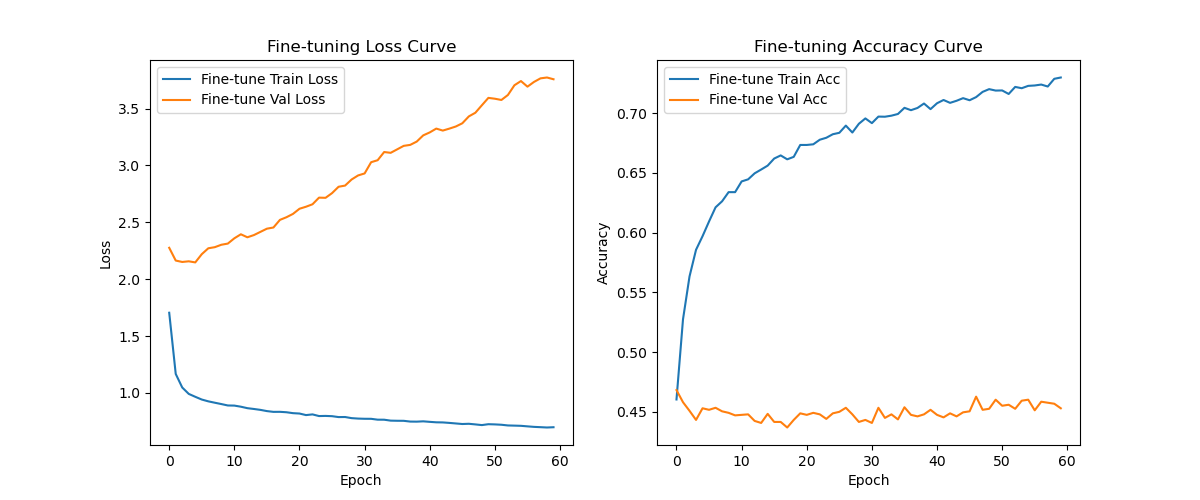 Fine-tuning Loss Curve
Fine-tune Train Loss
Fine-tune Val Loss
3.5
3.0
2.5
2.0
1.5
1.0
Loss
0 10 20 30 40 50 60
Epoch
Fine-tuning Accuracy Curve
Fine-tune Train Acc
Fine-tune Val Acc
0.70
0.65
0.60
0.55
0.50
0.45
Accuracy
0 10 20 30 40 50 60
Epoch